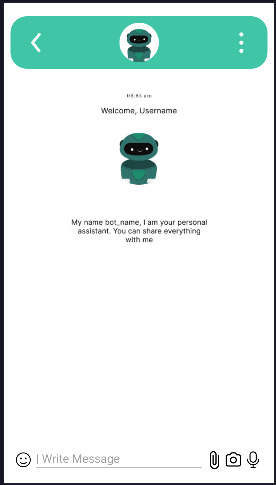 09:65 am
Welcome, Username
My name bot_name, I am your personal
assistant. You can share everything
with me
Write Message